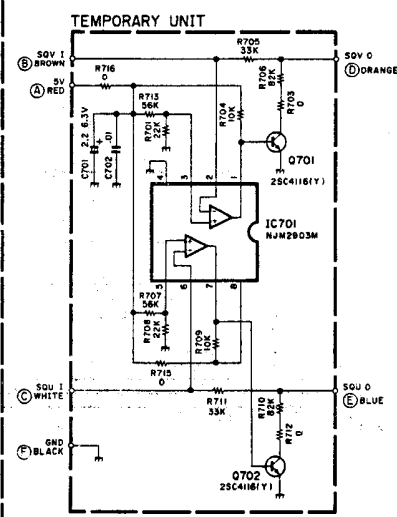 TEMPORARY UNIT
SQV I
B BROWN
R705
33K
SQV O
D ORANGE
5V
A RED
R716
0
R706
82K
R703
0
R713
56K
R701
22K
R704
10K
C701
2.2 6.3V
+
C702
.01
Q701
2SC4116(Y)
4
3
2
1
IC701
NJM2903M
5
6
7
8
R707
56K
R708
22K
R709
10K
R715
0
SQU I
C WHITE
R711
33K
SQU O
E BLUE
R710
82K
R712
0
GND
F BLACK
Q702
2SC4116(Y)